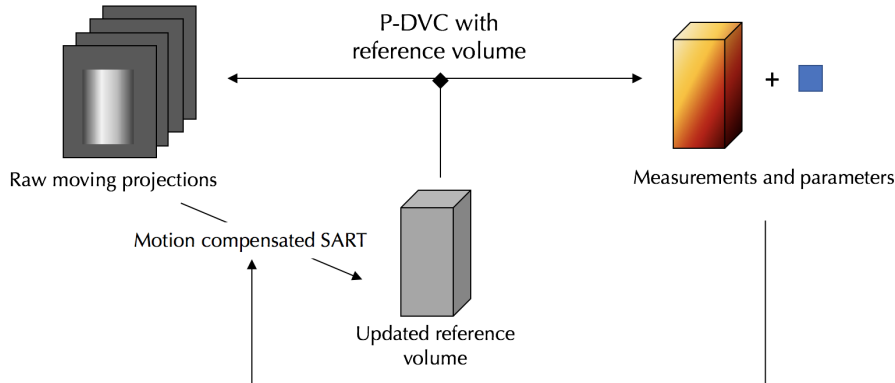 P-DVC with
reference volume
+
Raw moving projections
Measurements and parameters
Motion compensated SART
Updated reference
volume